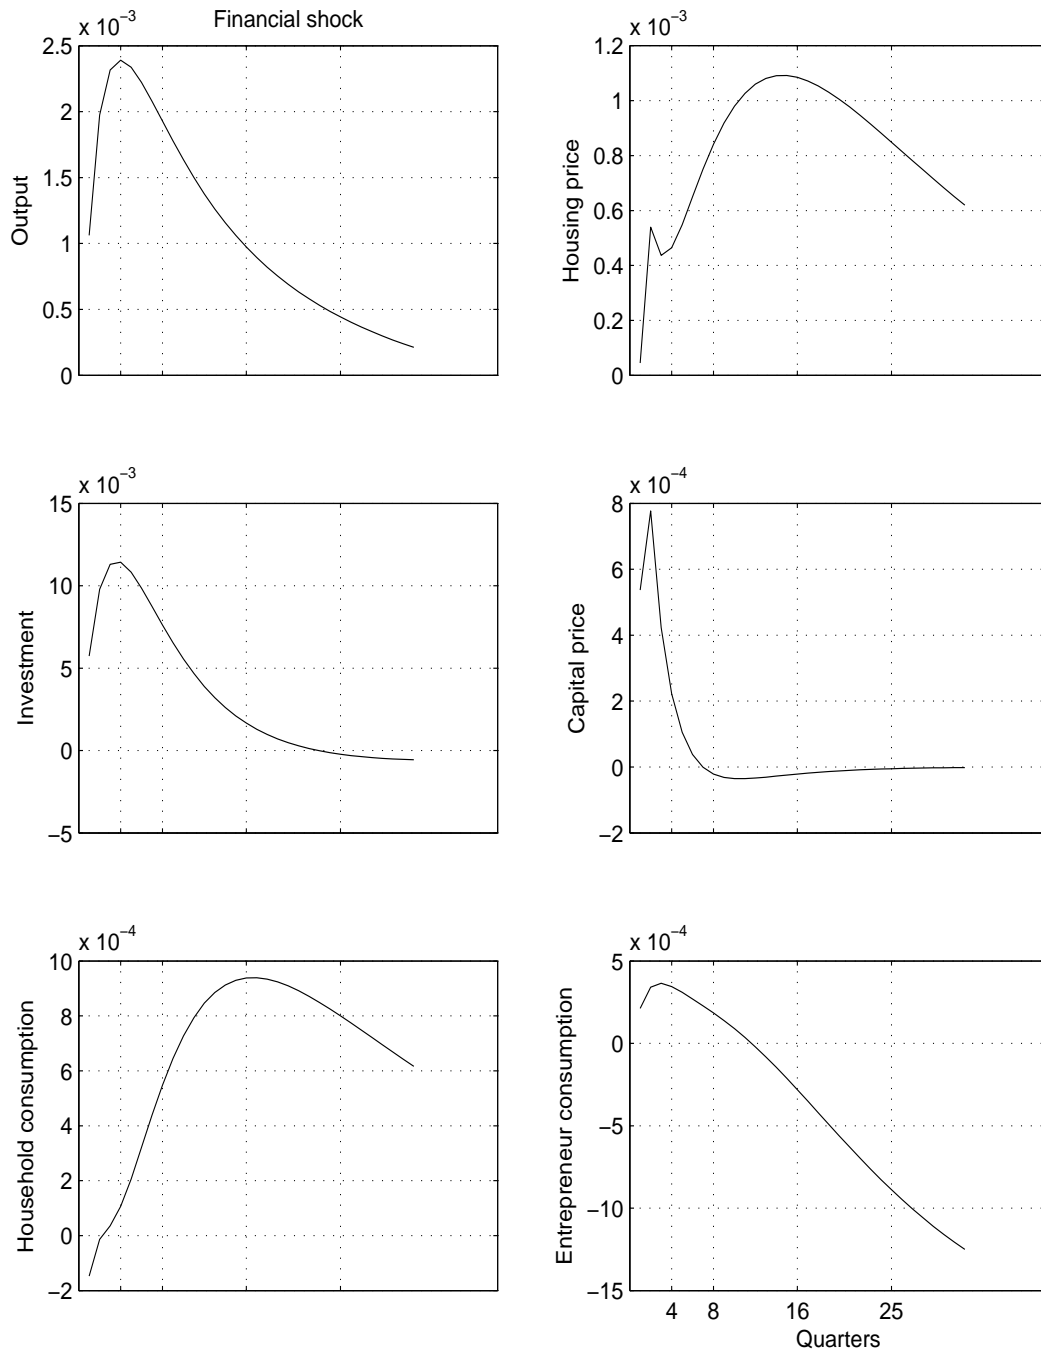 Financial shock
x 10−3
2.5
2
1.5
1
0.5
0
Output
x 10−3
1.2
1
0.8
0.6
0.4
0.2
0
Housing price
x 10−3
15
10
5
0
−5
Investment
x 10−4
8
6
4
2
0
−2
Capital price
x 10−4
10
8
6
4
2
0
−2
Household consumption
x 10−4
5
0
−5
−10
−15
Entrepreneur consumption
4 8 16 25
Quarters